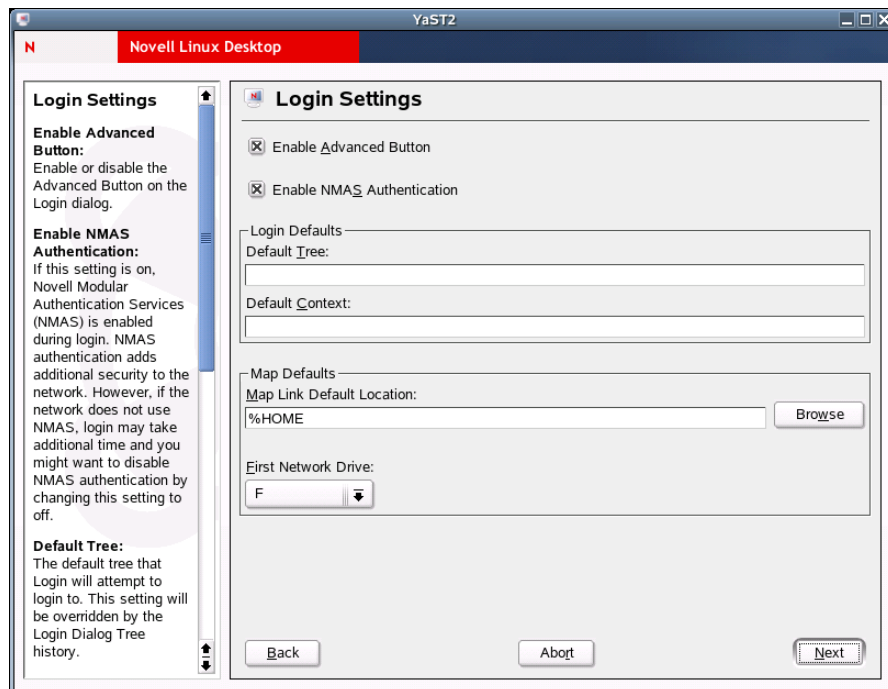 YaST2
N Novell Linux Desktop
Login Settings
Enable Advanced
Button:
Enable or disable the
Advanced Button on the
Login dialog.
Enable NMAS
Authentication:
If this setting is on,
Novell Modular
Authentication Services
(NMAS) is enabled
during login. NMAS
authentication adds
additional security to the
network. However, if the
network does not use
NMAS, login may take
additional time and you
might want to disable
NMAS authentication by
changing this setting to
off.
Default Tree:
The default tree that
Login will attempt to
login to. This setting will
be overridden by the
Login Dialog Tree
history.
Login Settings
Enable Advanced Button
Enable NMAS Authentication
Login Defaults
Default Tree:
Default Context:
Map Defaults
Map Link Default Location:
%HOME
Browse
First Network Drive:
F
Back
Abort
Next